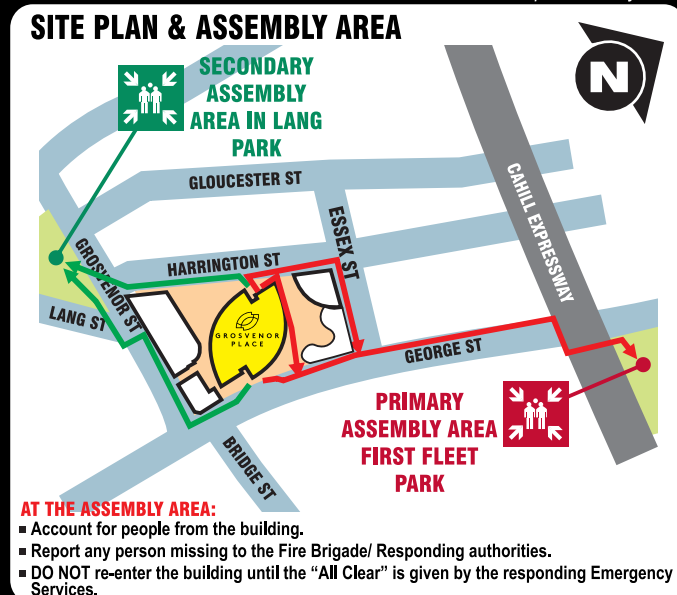 SITE PLAN & ASSEMBLY AREA
N
SECONDARY
ASSEMBLY
AREA IN LANG
PARK
GLOUCESTER ST
ESSEX ST
CAHILL EXPRESSWAY
GROSVENOR ST
HARRINGTON ST
LANG ST
GROSVENOR
PLACE
GEORGE ST
BRIDGE ST
PRIMARY
ASSEMBLY AREA
FIRST FLEET
PARK
AT THE ASSEMBLY AREA:
▪ Account for people from the building.
▪ Report any person missing to the Fire Brigade/ Responding authorities.
▪ DO NOT re-enter the building until the “All Clear” is given by the responding Emergency
Services.